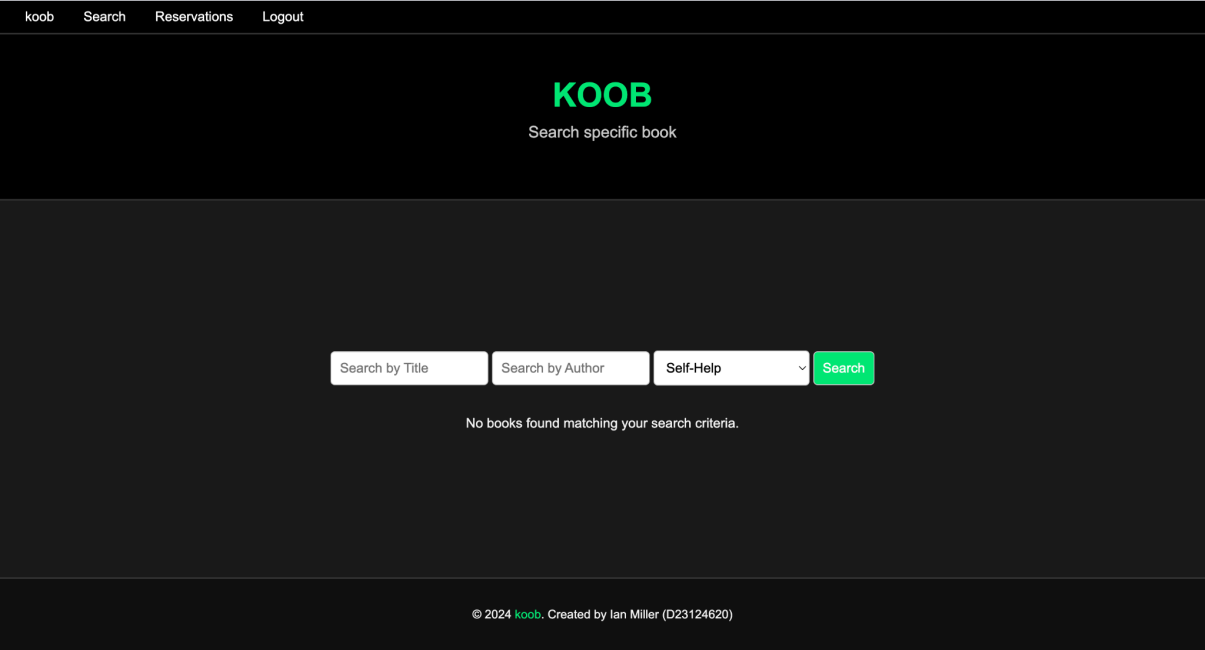 koob Search Reservations Logout
KOOB
Search specific book
Search by Title Search by Author Self-Help Search
No books found matching your search criteria.
© 2024 koob. Created by Ian Miller (D23124620)